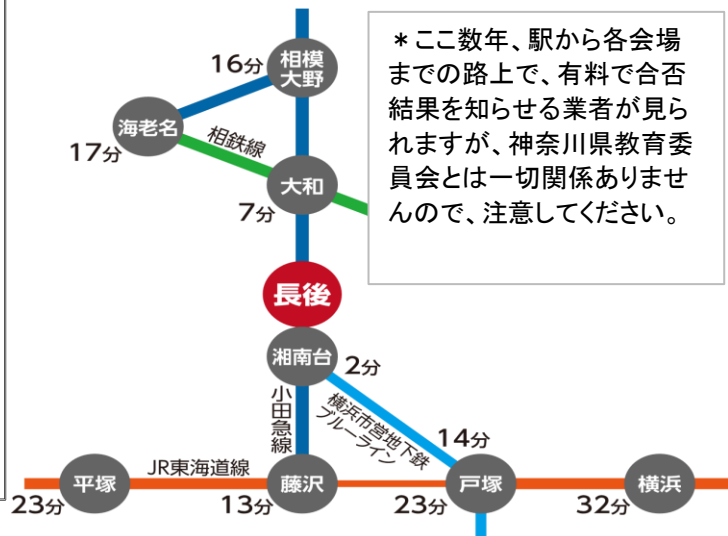 16分
相模
大野
＊ここ数年、駅から各会場
までの路上で、有料で合否
結果を知らせる業者が見ら
れますが、神奈川県教育委
員会とは一切関係ありませ
んので、注意してください。
海老名
17分
相鉄線
大和
7分
長後
湘南台
2分
小田急線
横浜市営地下鉄
ブルーライン
14分
JR東海道線
平塚
23分
藤沢
13分
戸塚
23分
横浜
32分